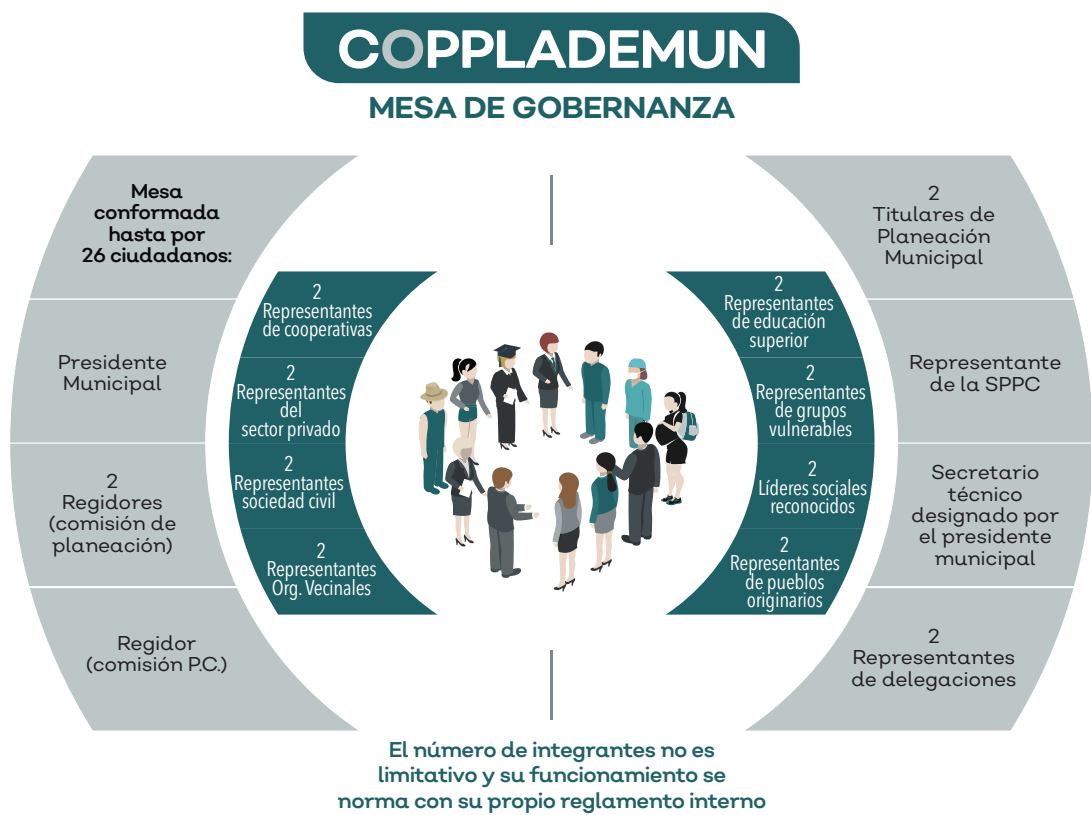 COPPLADEMUN
MESA DE GOBERNANZA
Mesa
conformada
hasta por
26 ciudadanos:
Presidente
Municipal
2
Regidores
(comisión de
planeación)
Regidor
(comisión P.C.)
2
Representantes
de cooperativas
2
Representantes
del
sector privado
2
Representantes
sociedad civil
2
Representantes
Org. Vecinales
2
Representantes
de educación
superior
2
Representantes
de grupos
vulnerables
2
Líderes sociales
reconocidos
2
Representantes
de pueblos
originarios
2
Titulares de
Planeación
Municipal
Representante
de la SPPC
Secretario
técnico
designado por
el presidente
municipal
2
Representantes
de delegaciones
El número de integrantes no es
limitativo y su funcionamiento se
norma con su propio reglamento interno